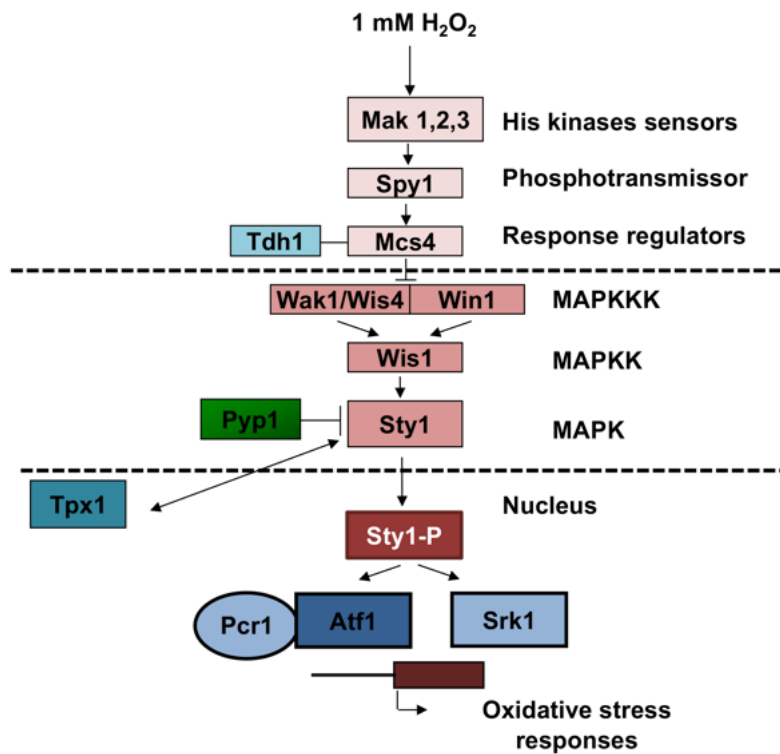 1 mM H₂O₂
Mak 1,2,3
His kinases sensors
Spy1
Phosphotransmissor
Tdh1
Mcs4
Response regulators
Wak1/Wis4
Win1
MAPKKK
Wis1
MAPKK
Pyp1
Sty1
MAPK
Tpx1
Nucleus
Sty1-P
Pcr1
Atf1
Srk1
Oxidative stress
responses